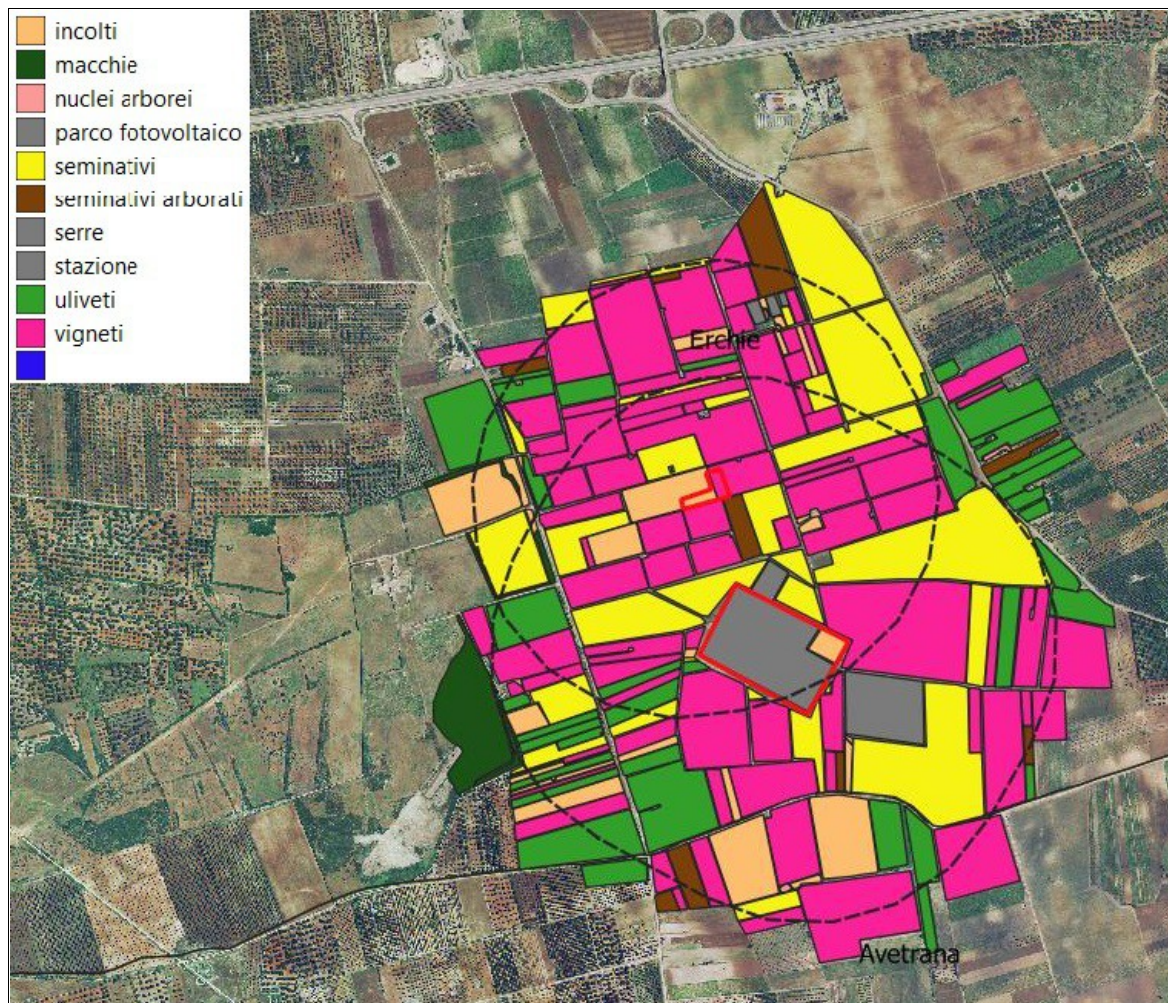 incolti
macchie
nuclei arborei
parco fotovoltaico
seminativi
seminativi arborati
serre
stazione
uliveti
vigneti
Erchie
Avetrana